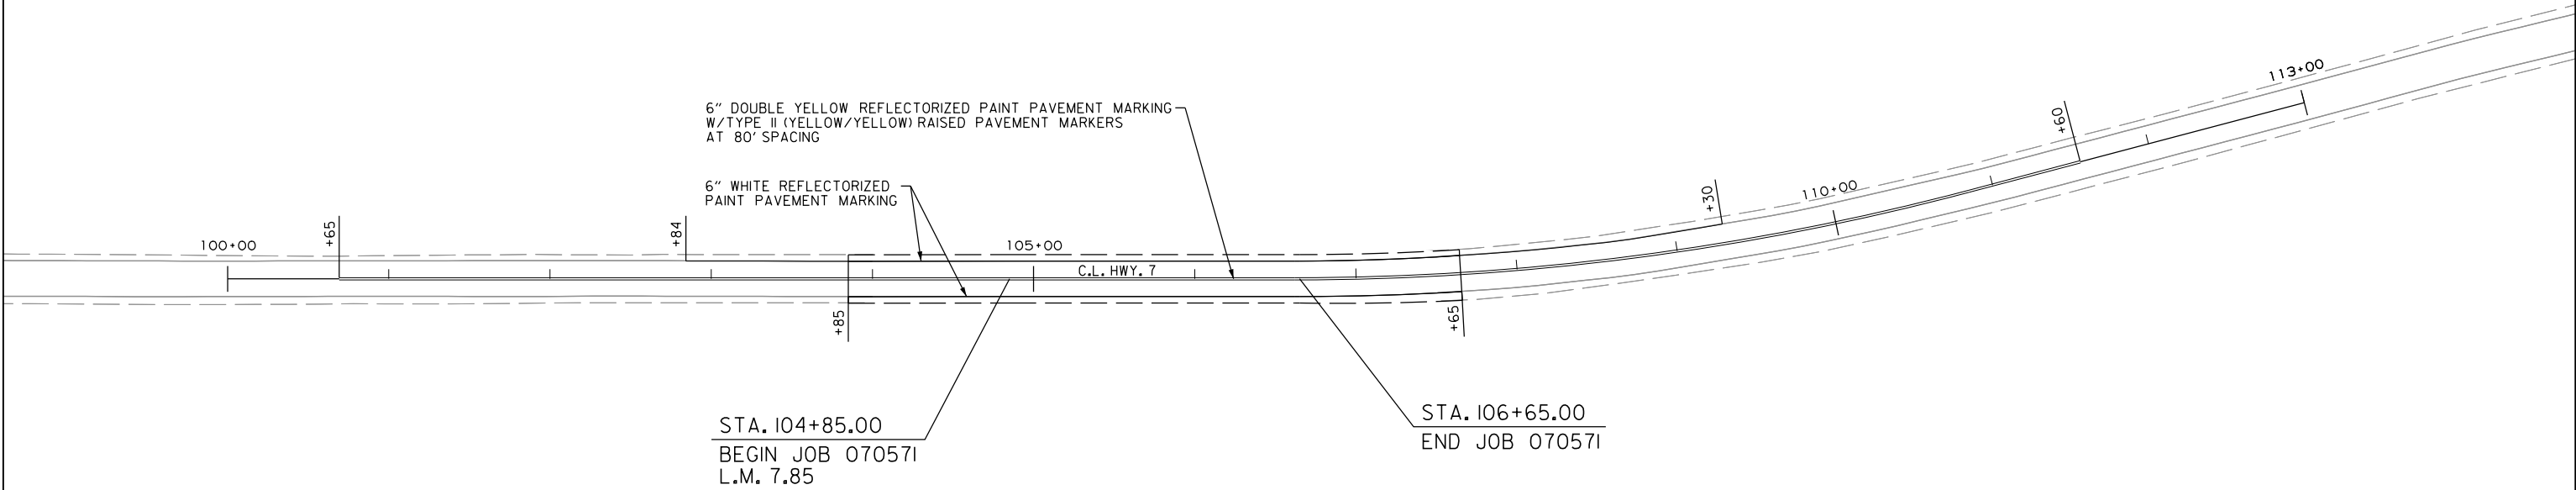 113+00
6" DOUBLE YELLOW REFLECTORIZED PAINT PAVEMENT MARKING
W/TYPE II (YELLOW/YELLOW) RAISED PAVEMENT MARKERS
AT 80' SPACING
+60
6" WHITE REFLECTORIZED
PAINT PAVEMENT MARKING
+30
110+00
100+00
+65
+84
105+00
C.L. HWY. 7
+85
+65
STA. 104+85.00
BEGIN JOB 070571
L.M. 7.85
STA. 106+65.00
END JOB 070571